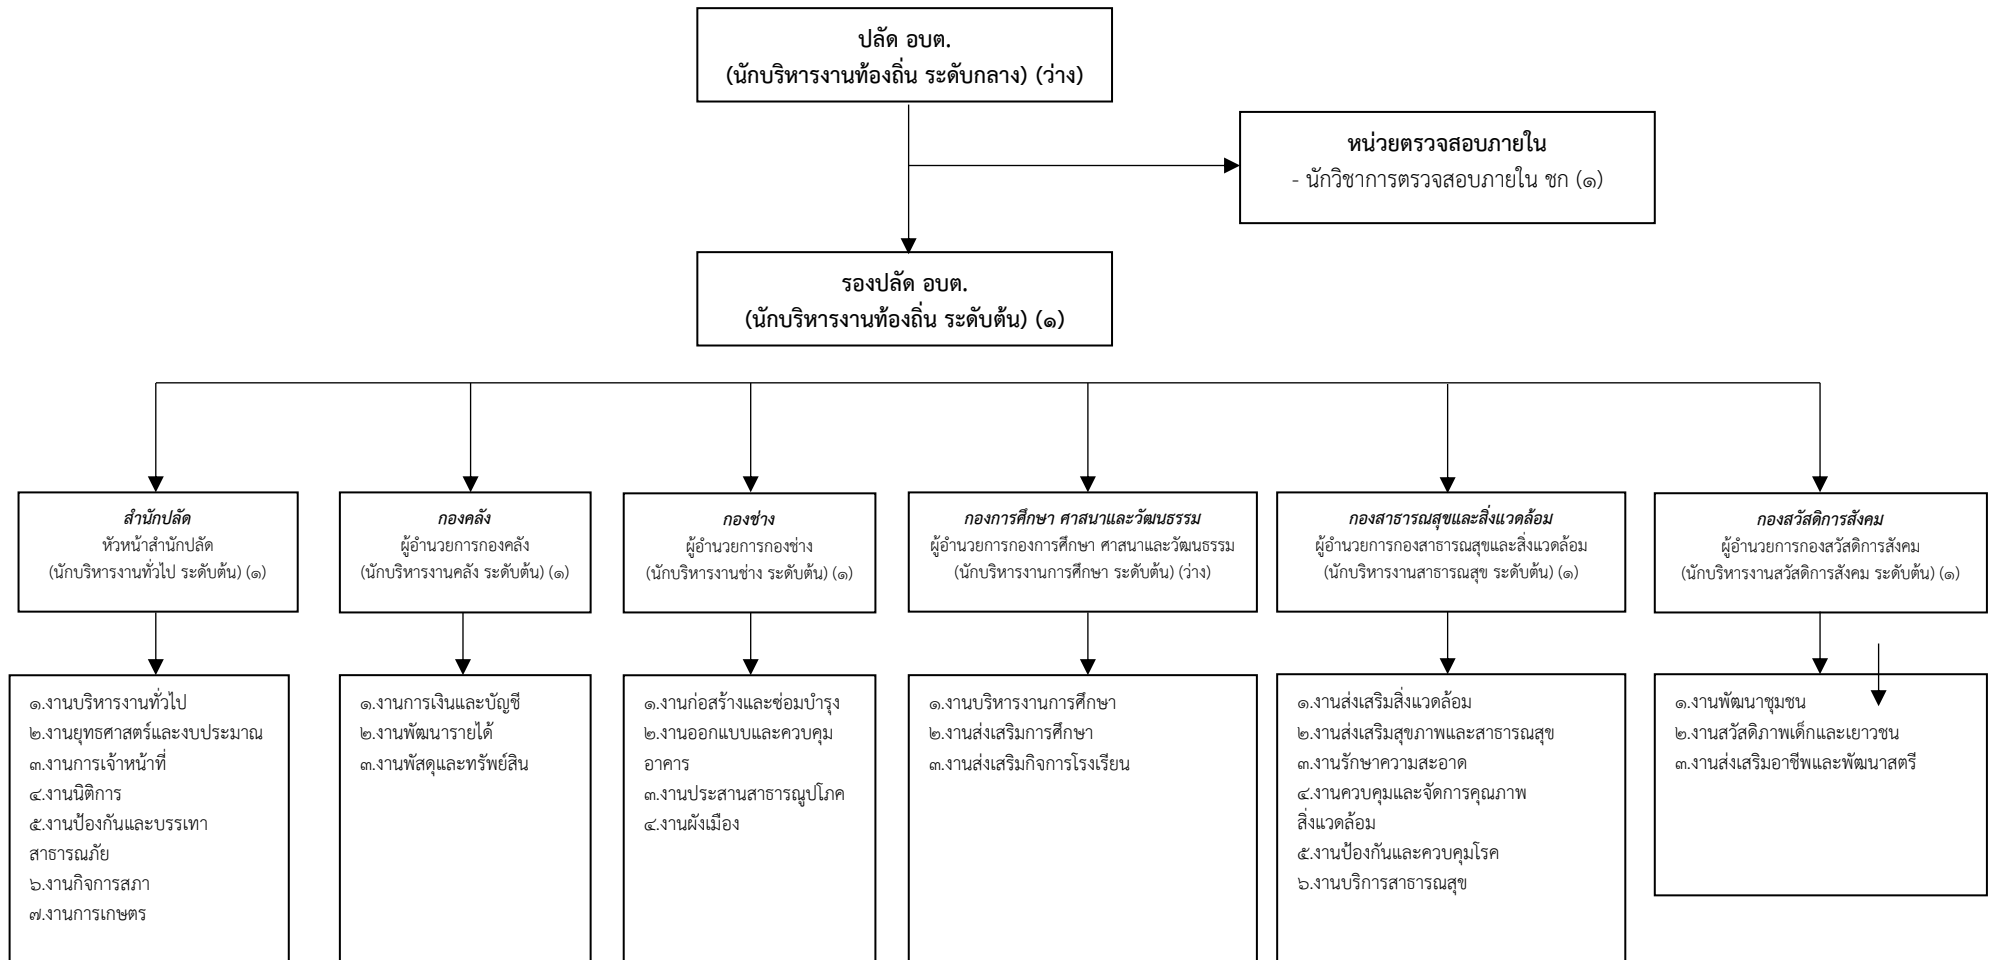 ปลัด อบต.
(นักบริหารงานท้องถิ่น ระดับกลาง) (ว่าง)
หน่วยตรวจสอบภายใน
- นักวิชาการตรวจสอบภายใน ชก (๑)
รองปลัด อบต.
(นักบริหารงานท้องถิ่น ระดับต้น) (๑)
สำนักปลัด
หัวหน้าสำนักปลัด
(นักบริหารงานทั่วไป ระดับต้น) (๑)
กองคลัง
ผู้อำนวยการกองคลัง
(นักบริหารงานคลัง ระดับต้น) (๑)
กองช่าง
ผู้อำนวยการกองช่าง
(นักบริหารงานช่าง ระดับต้น) (๑)
กองการศึกษา ศาสนาและวัฒนธรรม
ผู้อำนวยการกองการศึกษา ศาสนาและวัฒนธรรม
(นักบริหารงานการศึกษา ระดับต้น) (ว่าง)
กองสาธารณสุขและสิ่งแวดล้อม
ผู้อำนวยการกองสาธารณสุขและสิ่งแวดล้อม
(นักบริหารงานสาธารณสุข ระดับต้น) (๑)
กองสวัสดิการสังคม
ผู้อำนวยการกองสวัสดิการสังคม
(นักบริหารงานสวัสดิการสังคม ระดับต้น) (๑)
๑.งานบริหารงานทั่วไป
๒.งานยุทธศาสตร์และงบประมาณ
๓.งานการเจ้าหน้าที่
๔.งานนิติการ
๕.งานป้องกันและบรรเทา
สาธารณภัย
๖.งานกิจการสภา
๗.งานการเกษตร
๑.งานการเงินและบัญชี
๒.งานพัฒนารายได้
๓.งานพัสดุและทรัพย์สิน
๑.งานก่อสร้างและซ่อมบำรุง
๒.งานออกแบบและควบคุม
อาคาร
๓.งานประสานสาธารณูปโภค
๔.งานผังเมือง
๑.งานบริหารงานการศึกษา
๒.งานส่งเสริมการศึกษา
๓.งานส่งเสริมกิจการโรงเรียน
๑.งานส่งเสริมสิ่งแวดล้อม
๒.งานส่งเสริมสุขภาพและสาธารณสุข
๓.งานรักษาความสะอาด
๔.งานควบคุมและจัดการคุณภาพ
สิ่งแวดล้อม
๕.งานป้องกันและควบคุมโรค
๖.งานบริการสาธารณสุข
๑.งานพัฒนาชุมชน
๒.งานสวัสดิภาพเด็กและเยาวชน
๓.งานส่งเสริมอาชีพและพัฒนาสตรี